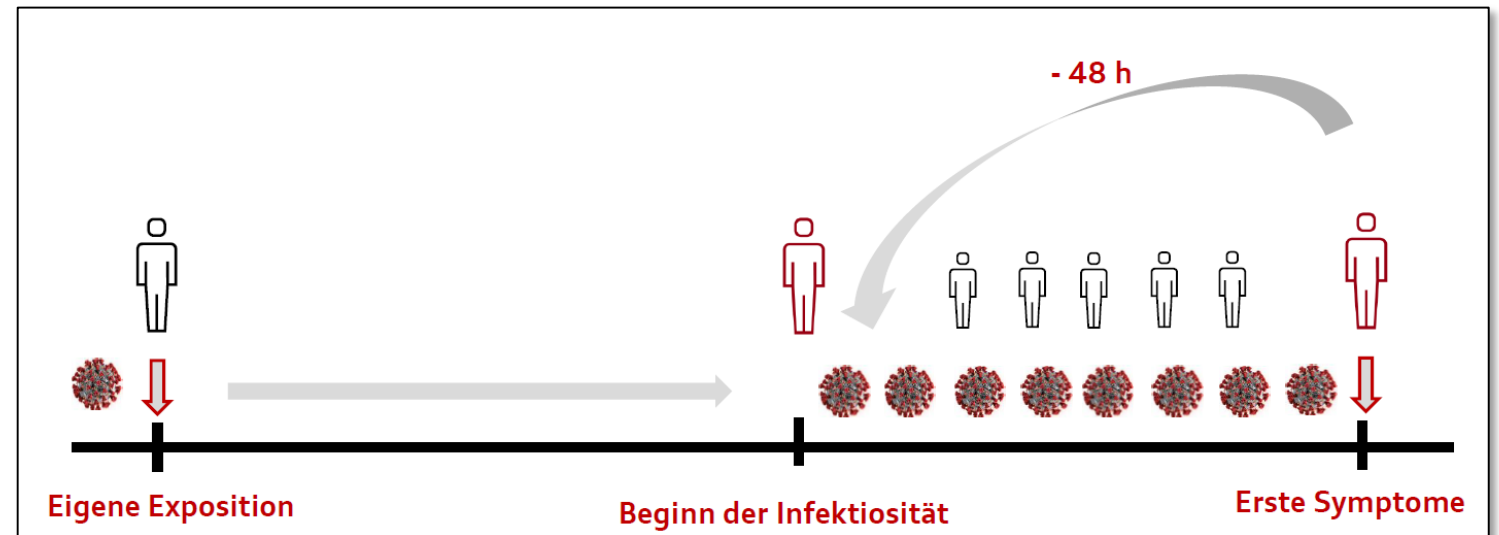 - 48 h
Eigene Exposition
Beginn der Infektiosität
Erste Symptome